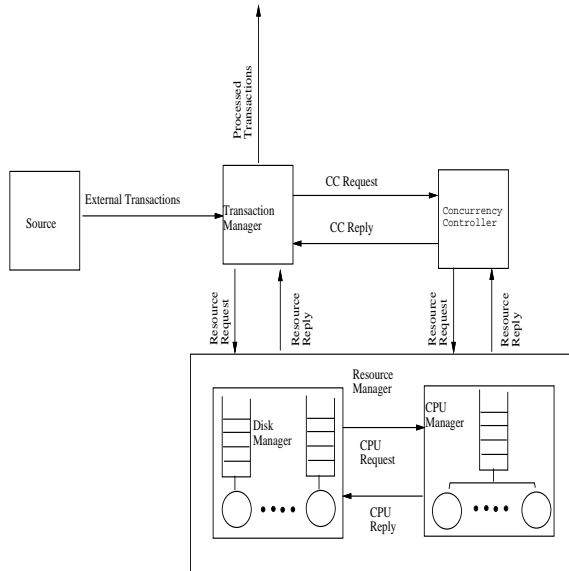 Processed
Transactions
Source
External Transactions
Transaction
Manager
CC Request
CC Reply
Concurrency
Controller
Resource
Request
Resource
Reply
Resource
Request
Resource
Reply
Resource
Manager
Disk
Manager
CPU
Request
CPU
Reply
CPU
Manager